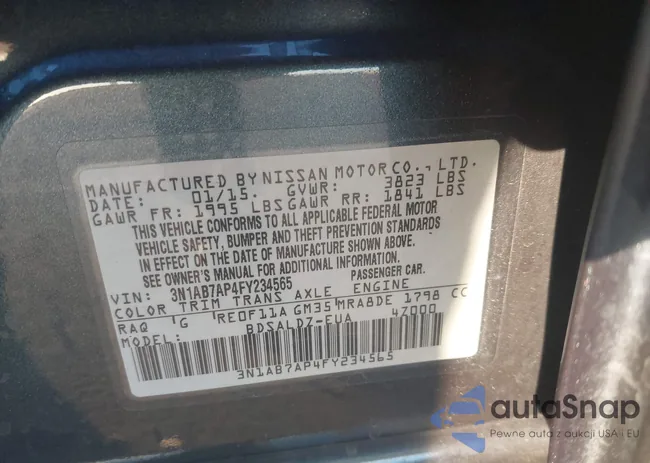 MANUFACTURED BY NISSAN MOTOR CO., LTD.
DATE: 01/15 GVWR: 3823 LBS
GAWR FR: 1995 LBS GAWR RR: 1841 LBS
THIS VEHICLE CONFORMS TO ALL APPLICABLE FEDERAL MOTOR
VEHICLE SAFETY, BUMPER AND THEFT PREVENTION STANDARDS
IN EFFECT ON THE DATE OF MANUFACTURE SHOWN ABOVE.
SEE OWNER'S MANUAL FOR ADDITIONAL INFORMATION.
VIN: 3N1AB7AP4FY234565 PASSENGER CAR.
COLOR TRIM TRANS AXLE ENGINE
RAQ G RE0F11A GM35 MRA8DE 1798 CC
MODEL: BDSALDZ-EUA 4Z000
3N1AB7AP4FY234565
autoSnap
Pewne auto z aukcji USA i EU